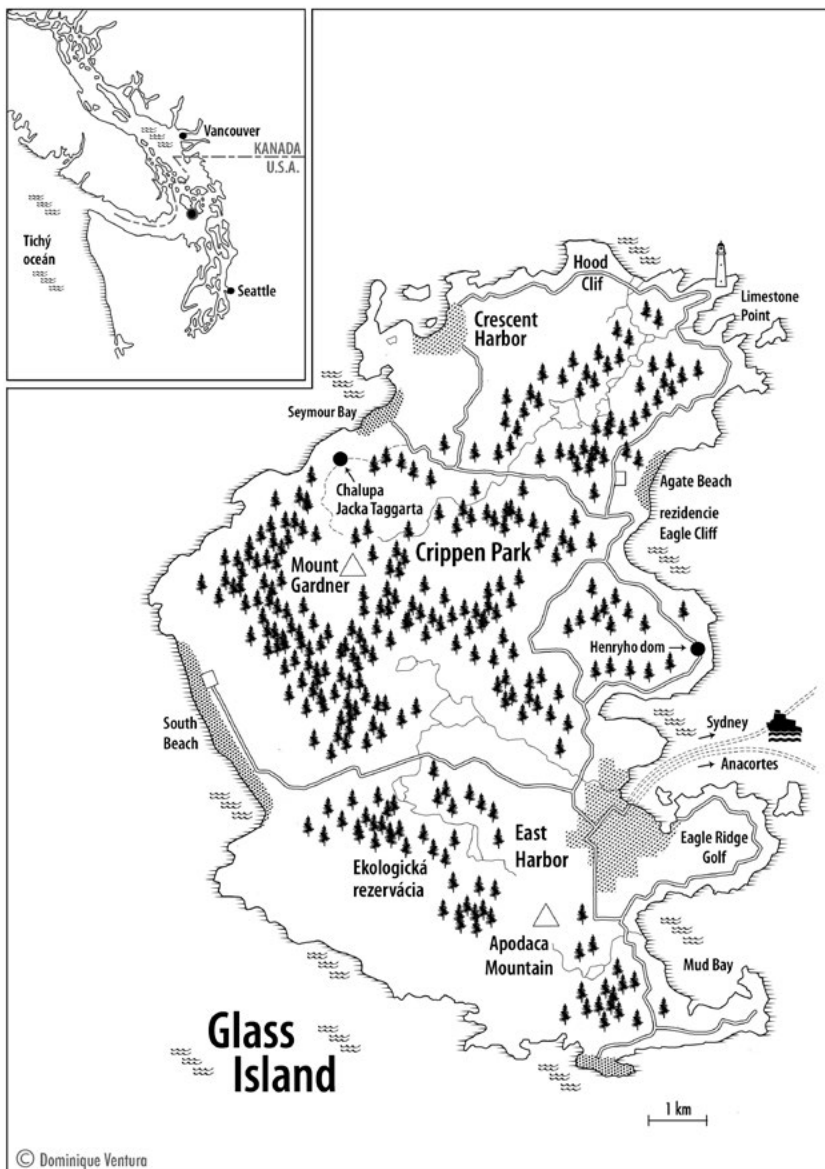 Vancouver
KANADA
U.S.A.
Tichý
oceán
Seattle
Hood
Clif
Limestone
Point
Crescent
Harbor
Seymour Bay
Chalupa
Jacka Taggarta
Agate Beach
rezidencie
Eagle Cliff
Mount
Gardner
Crippen Park
Henryho dom
South
Beach
Sydney
Anacortes
East
Harbor
Eagle Ridge
Golf
Ekologická
rezervácia
Apodaca
Mountain
Mud Bay
Glass
Island
1 km
© Dominique Ventura